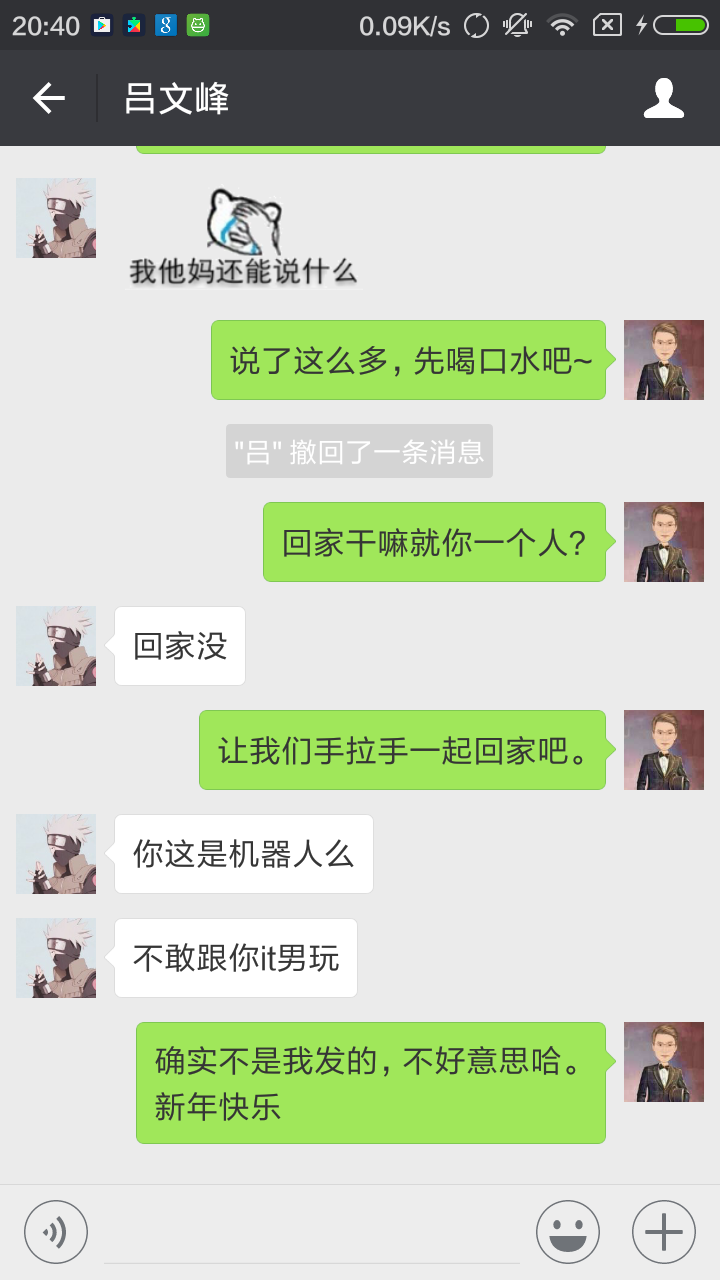 20:40
0.09K/s
吕文峰
我他妈还能说什么
说了这么多，先喝口水吧~
"吕" 撤回了一条消息
回家干嘛就你一个人？
回家没
让我们手拉手一起回家吧。
你这是机器人么
不敢跟你it男玩
确实不是我发的，不好意思哈。
新年快乐